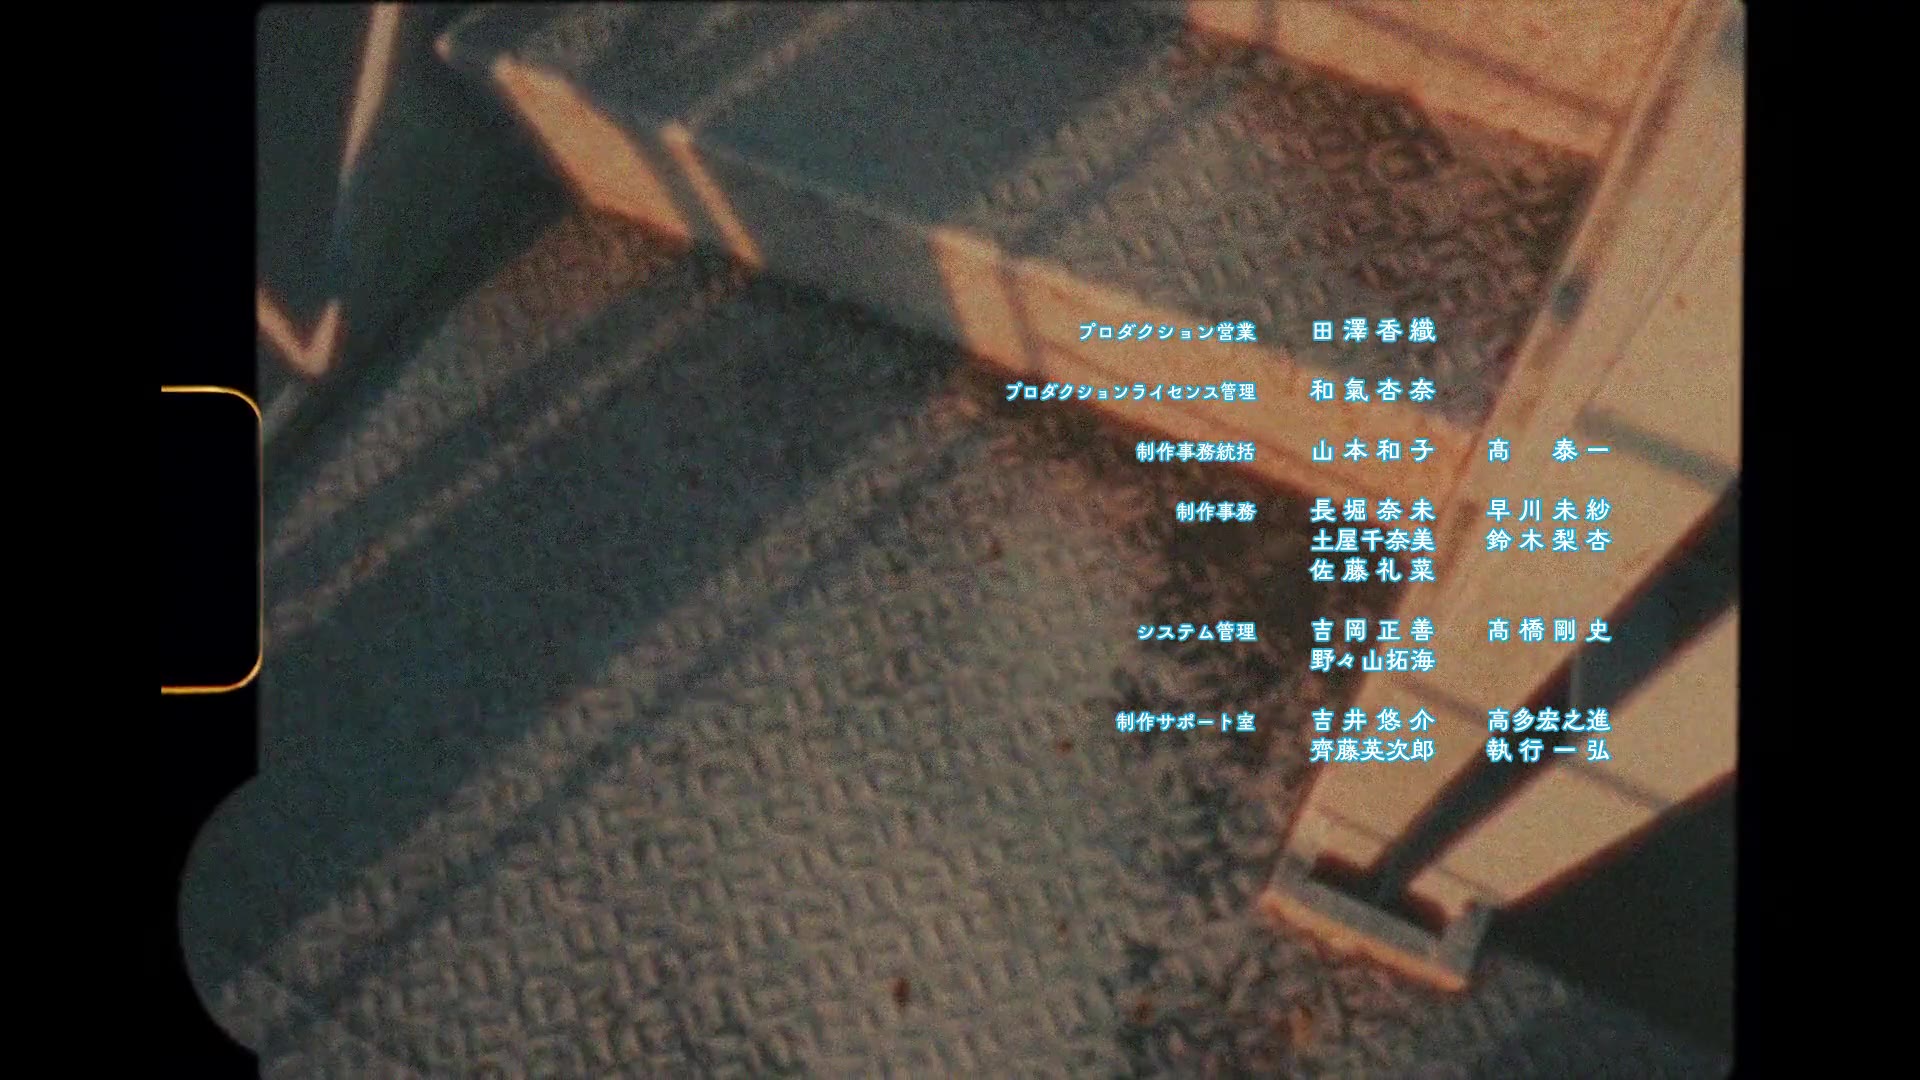 プロダクション営業 田澤香織
プロダクションライセンス管理 和氣杏奈
制作事務統括 山本和子 髙 泰一
制作事務 長堀奈未 早川未紗
土屋千奈美 鈴木梨杏
佐藤礼菜
システム管理 吉岡正善 髙橋剛史
野々山拓海
制作サポート室 吉井悠介 高多宏之進
齊藤英次郎 執行一弘